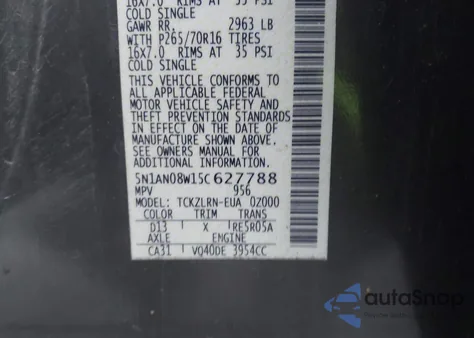 16x7.0 RIMS AT 35 PSI
COLD SINGLE
GAWR RR. 2963 LB
WITH P265/70R16 TIRES
16x7.0 RIMS AT 35 PSI
COLD SINGLE
THIS VEHICLE CONFORMS TO
ALL APPLICABLE FEDERAL
MOTOR VEHICLE SAFETY AND
THEFT PREVENTION STANDARDS
IN EFFECT ON THE DATE OF
MANUFACTURE SHOWN ABOVE.
SEE OWNERS MANUAL FOR
ADDITIONAL INFORMATION
5N1AN08W15C627788
MPV 956
MODEL: TCKZLRN-EUA 0Z000
COLOR TRIM TRANS
D13 X RE5R05A
AXLE ENGINE
CA31 VQ40DE 3954CC
autaSnap